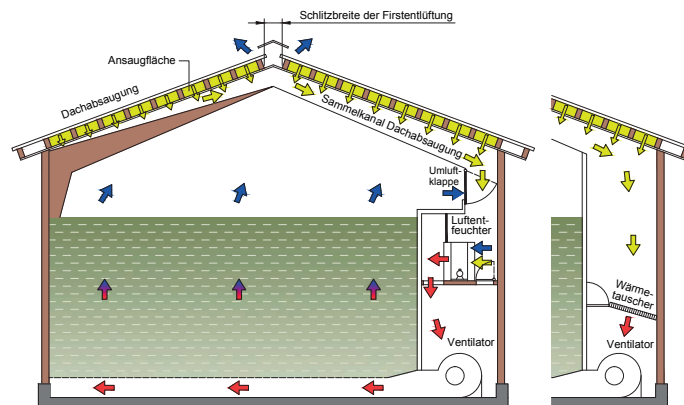 Schlitzbreite der Firstentlüftung
Ansaugfläche
Dachabsaugung
Sammelkanal Dachabsaugung
Umluft-
klappe
Luftent-
feuchter
Ventilator
Wärme-
tauscher
Ventilator